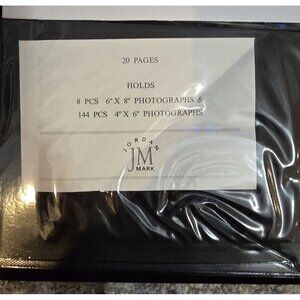 20 PAGES
HOLDS
8 PCS 6" X 8" PHOTOGRAPHS &
144 PCS 4" X 6" PHOTOGRAPHS
JORDAN
JM
MARK